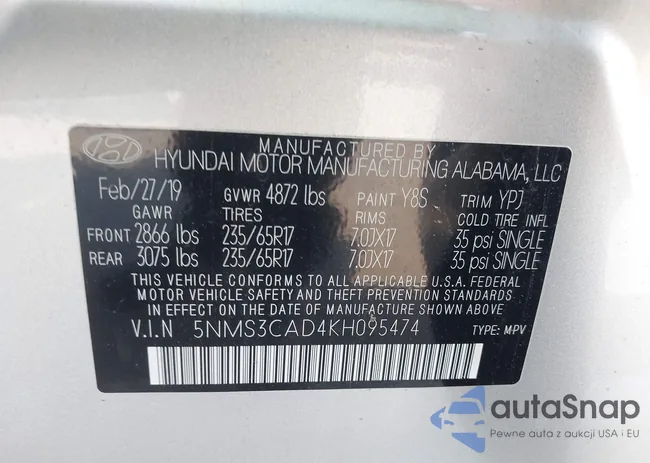 MANUFACTURED BY
HYUNDAI MOTOR MANUFACTURING ALABAMA, LLC
Feb/27/19 GVWR 4872 lbs PAINT Y8S TRIM YPJ
GAWR TIRES RIMS COLD TIRE INFL
FRONT 2866 lbs 235/65R17 7.0JX17 35 psi SINGLE
REAR 3075 lbs 235/65R17 7.0JX17 35 psi SINGLE
THIS VEHICLE CONFORMS TO ALL APPLICABLE U.S.A. FEDERAL
MOTOR VEHICLE SAFETY AND THEFT PREVENTION STANDARDS
IN EFFECT ON THE DATE OF MANUFACTURE SHOWN ABOVE.
V.I.N 5NMS3CAD4KH095474 TYPE: MPV
autoSnap
Pewne auta z aukcji USA i EU